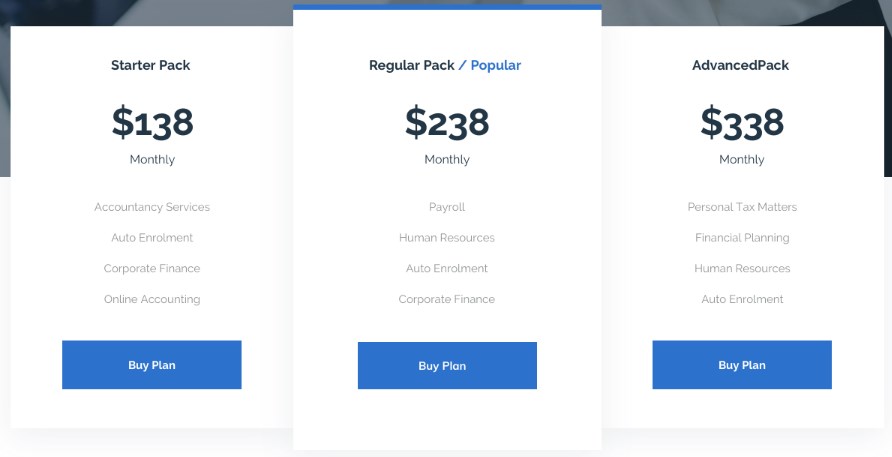 Starter Pack
$138
Monthly
Accountancy Services
Auto Enrolment
Corporate Finance
Online Accounting
Buy Plan
Regular Pack / Popular
$238
Monthly
Payroll
Human Resources
Auto Enrolment
Corporate Finance
Buy Plan
AdvancedPack
$338
Monthly
Personal Tax Matters
Financial Planning
Human Resources
Auto Enrolment
Buy Plan